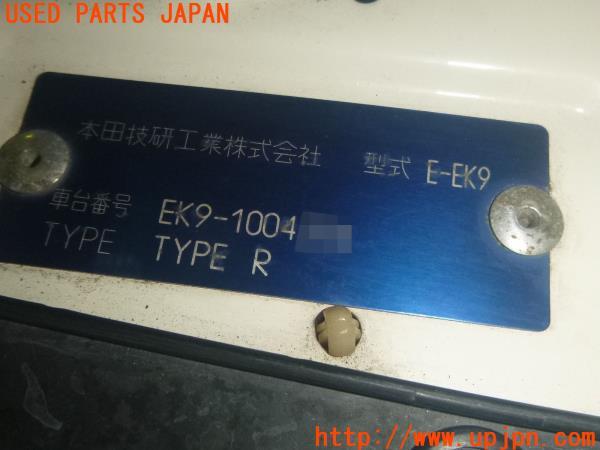 USED PARTS JAPAN
本田技研工業株式会社 型式 E-EK9
車台番号 EK9-1004
TYPE TYPE R
http://www.upjpn.com